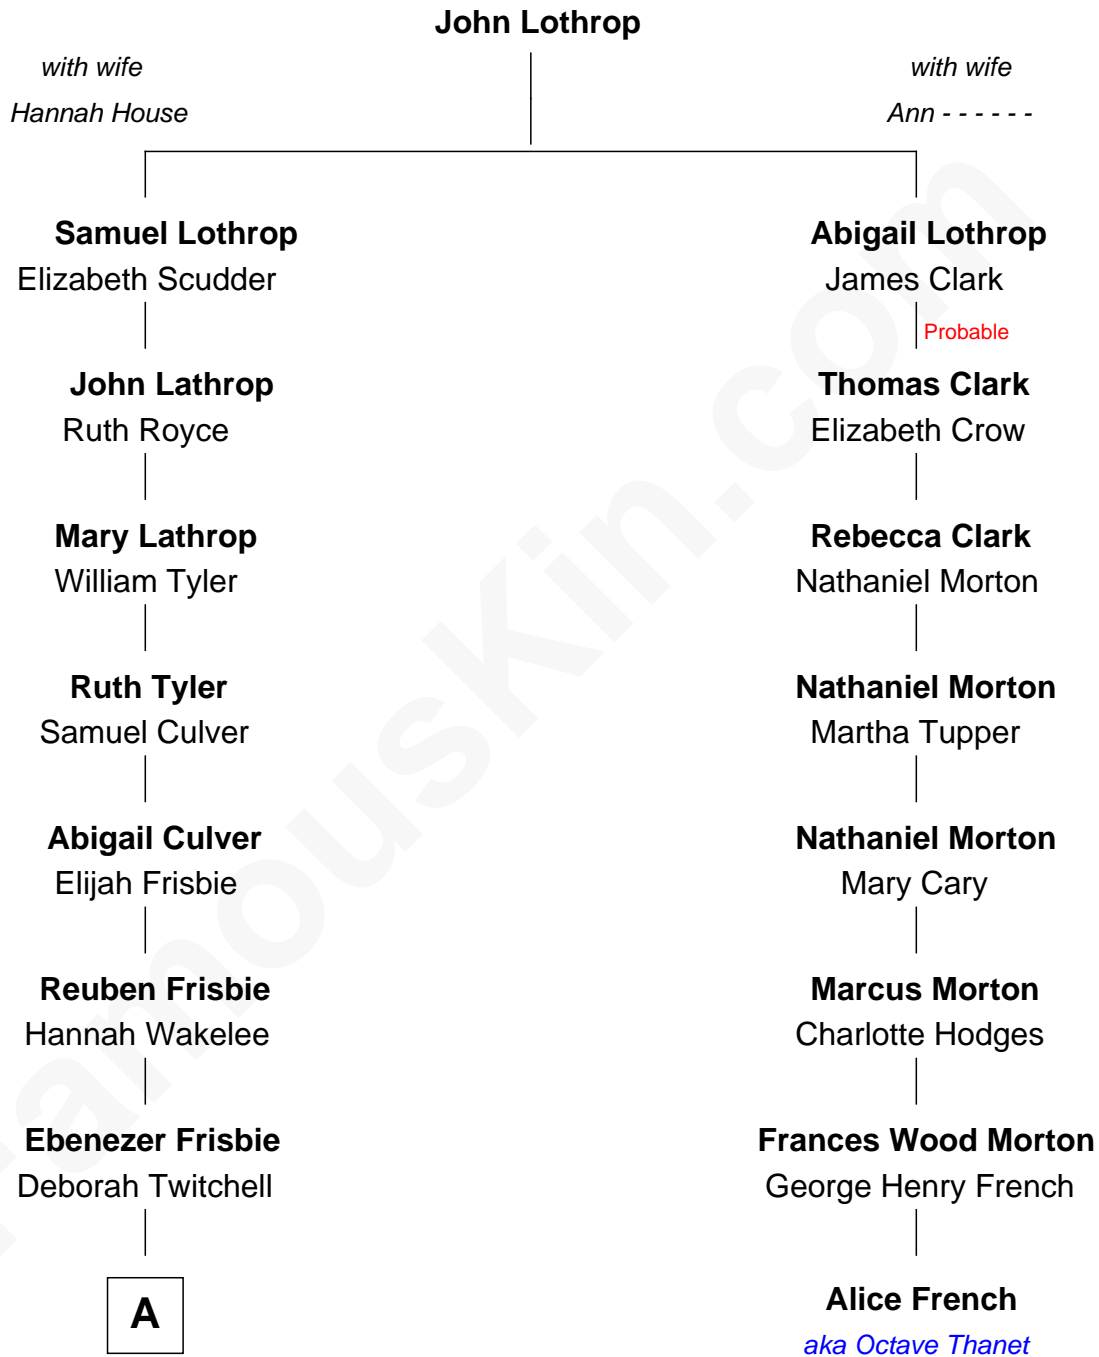 John Lothrop
with wife
Hannah House
with wife
Ann - - - - - -
Samuel Lothrop
Elizabeth Scudder
Abigail Lothrop
James Clark
Probable
John Lathrop
Ruth Royce
Thomas Clark
Elizabeth Crow
Mary Lathrop
William Tyler
Rebecca Clark
Nathaniel Morton
Ruth Tyler
Samuel Culver
Nathaniel Morton
Martha Tupper
Abigail Culver
Elijah Frisbie
Nathaniel Morton
Mary Cary
Reuben Frisbie
Hannah Wakelee
Marcus Morton
Charlotte Hodges
Ebenezer Frisbie
Deborah Twitchell
Frances Wood Morton
George Henry French
A
Alice French
aka Octave Thanet
FamousKin.com